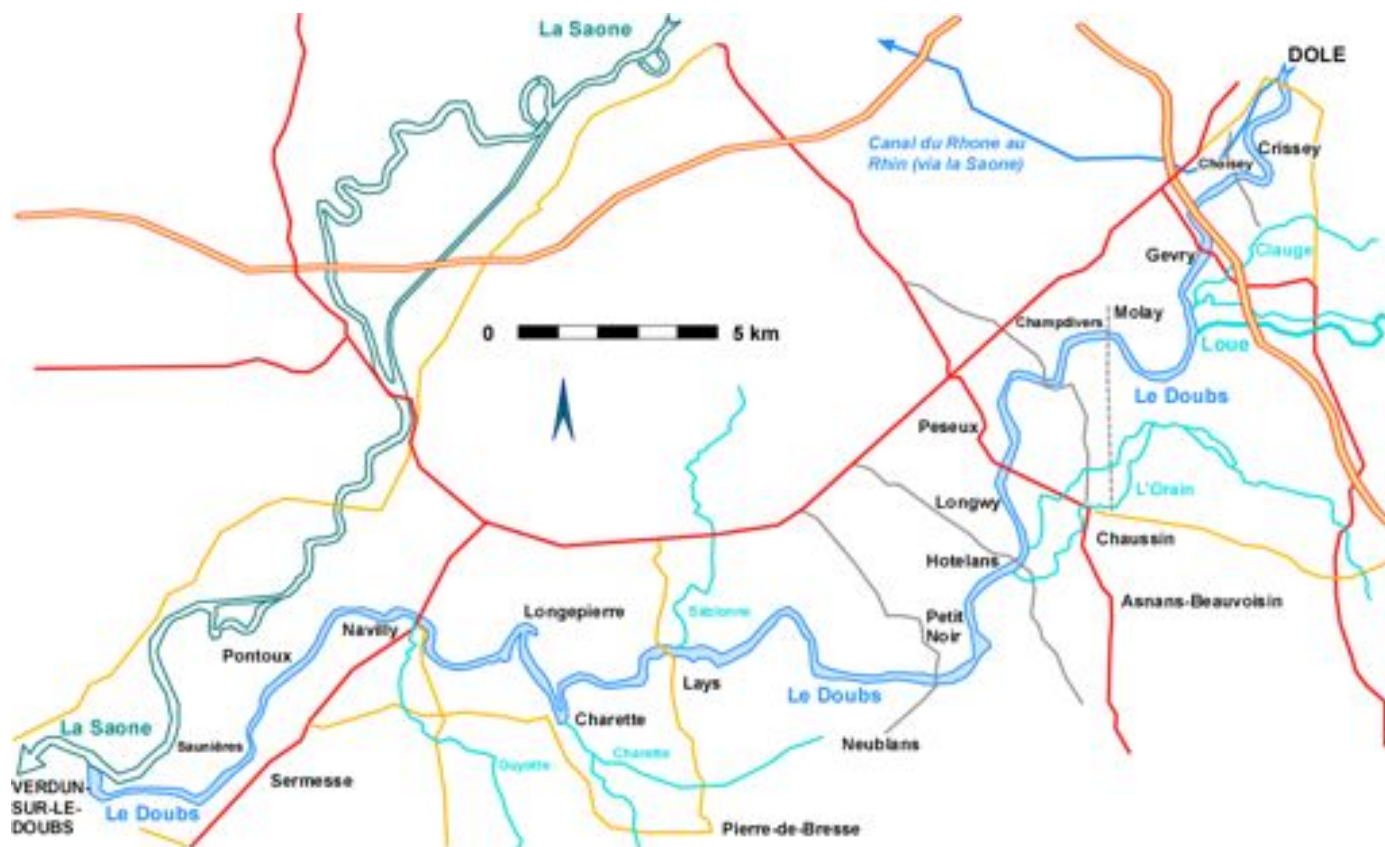 La Saone
DOLE
Canal du Rhone au
Rhin (via la Saone)
Crissey
Choisey
Gevry
Clauge
0
5 km
Champdivers
Molay
Loue
Le Doubs
Peseux
L'Orain
Longwy
Chaussin
Hotelans
Asnans-Beauvoisin
Longepierre
Sablonne
Petit
Noir
Navilly
Pontoux
Lays
Le Doubs
La Saone
Charette
Saunières
Neublans
Charette
Guyotte
Sermesse
VERDUN-
SUR-LE-
DOUBS
Le Doubs
Pierre-de-Bresse